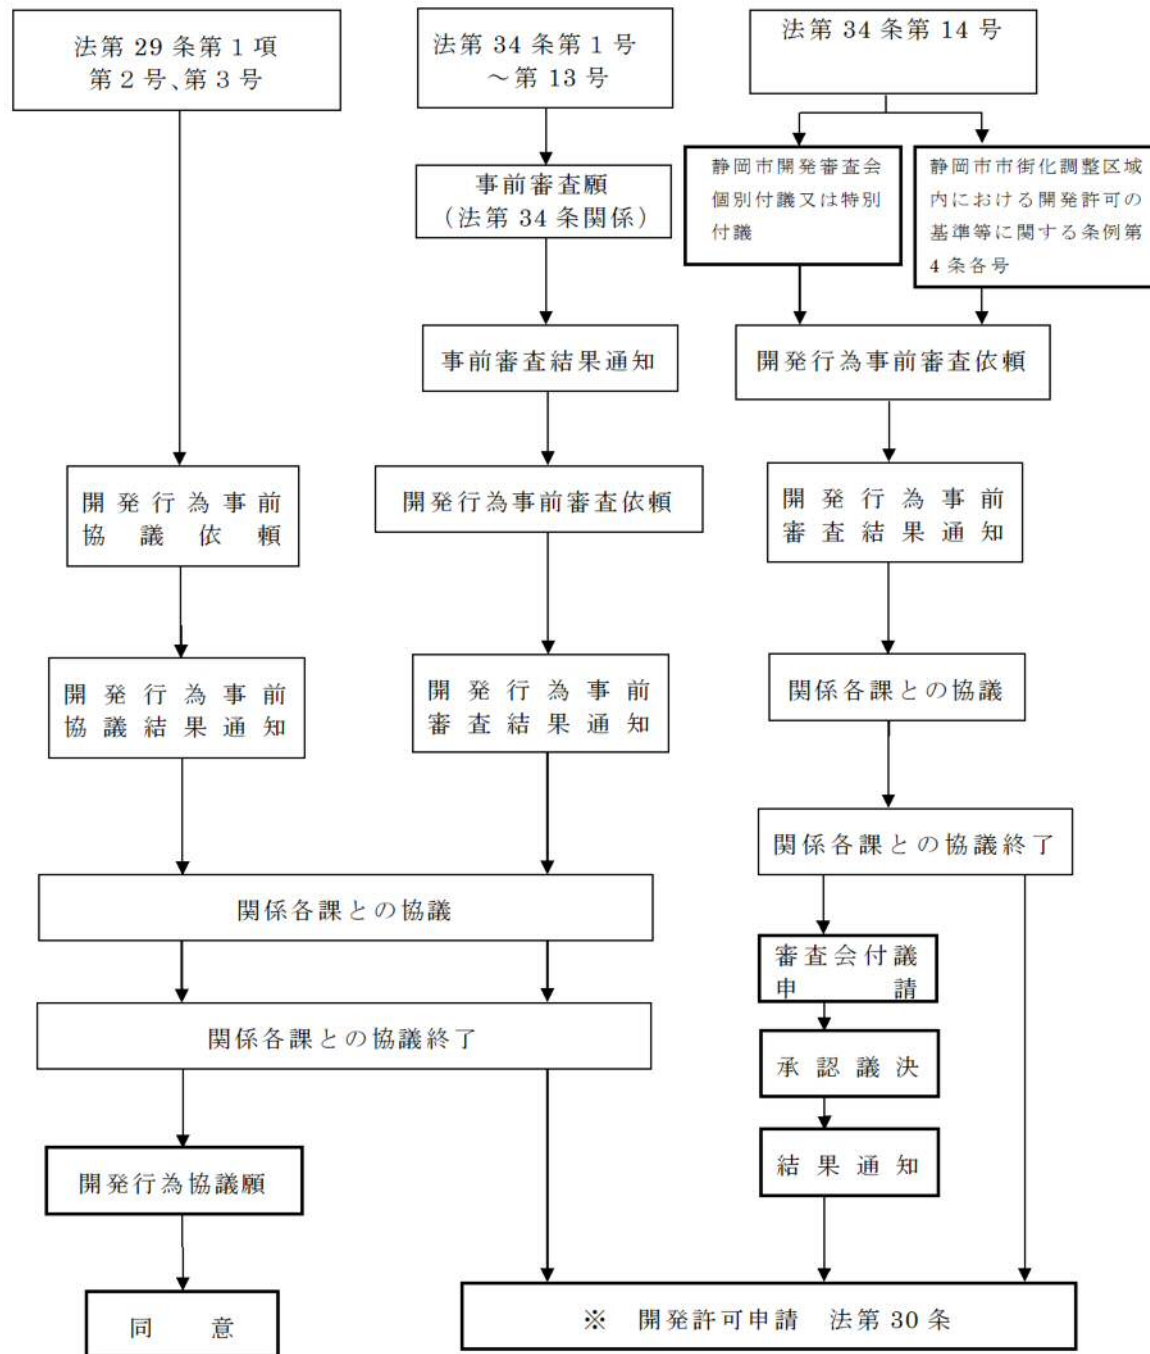 法第 29 条第 1 項
第 2 号、第 3 号
法第 34 条第 1 号
～第 13 号
法第 34 条第 14 号
事前審査願
（法第 34 条関係）
静岡市開発審査会
個別付議又は特別
付議
静岡市市街化調整区域
内における開発許可の
基準等に関する条例第
4 条各号
事前審査結果通知
開発行為事前審査依頼
開発行為事前
協議依頼
開発行為事前審査依頼
開発行為事前
審査結果通知
開発行為事前
協議結果通知
開発行為事前
審査結果通知
関係各課との協議
関係各課との協議終了
関係各課との協議
関係各課との協議終了
審査会付議
申請
承認議決
結果通知
開発行為協議願
同意
※ 開発許可申請 法第 30 条